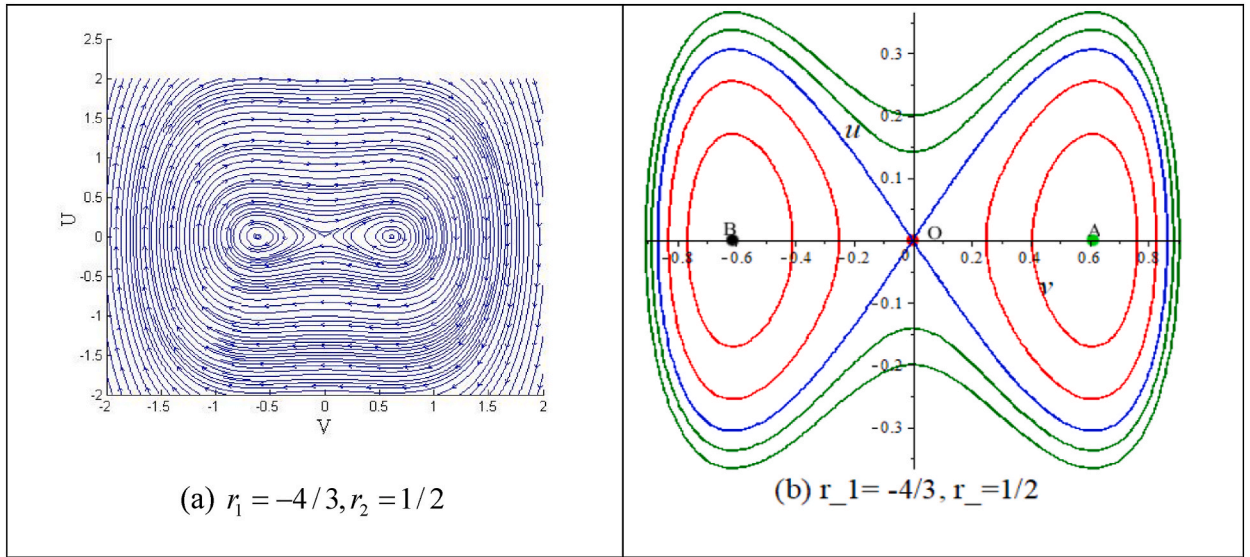 2.5
2
1.5
1
0.5
0
-0.5
-1
-1.5
-2
U
-2 -1.5 -1 -0.5 0 0.5 1 1.5 2
V
(a) r₁ = −4/3, r₂ = 1/2
0.3
0.2
u
0.1
B O A
-0.8 -0.6 -0.4 -0.2 0 0.2 0.4 0.6 0.8
v
-0.1
-0.2
-0.3
(b) r_1= -4/3, r_=1/2